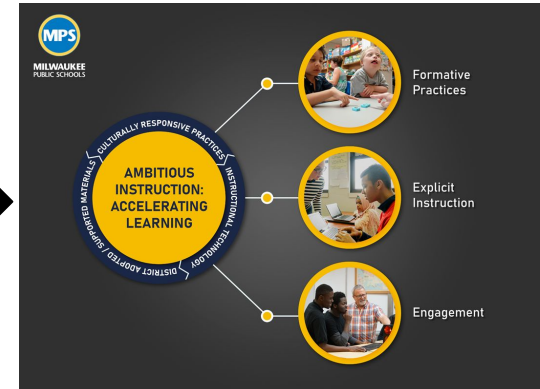 MPS
MILWAUKEE
PUBLIC SCHOOLS
CULTURALLY RESPONSIVE PRACTICES
INSTRUCTIONAL TECHNOLOGY
DISTRICT ADOPTED / SUPPORTED MATERIALS
AMBITIOUS
INSTRUCTION:
ACCELERATING
LEARNING
Formative
Practices
Explicit
Instruction
Engagement